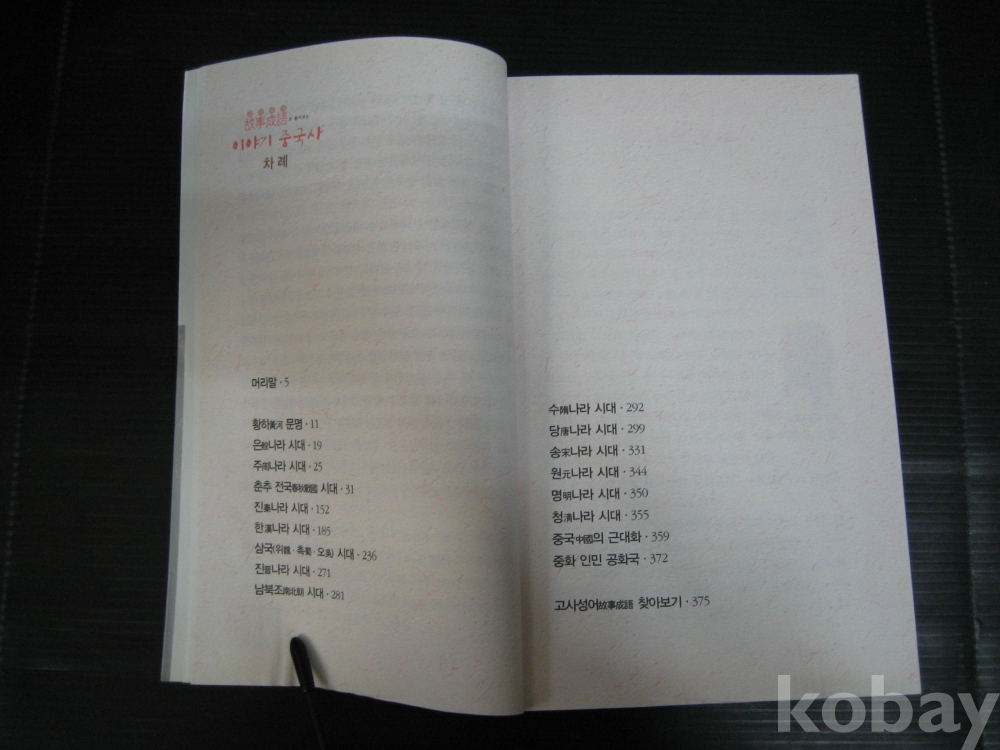 故事成語로 풀어보는
이야기 중국사
차례
머리말 · 5
황하黃河 문명 · 11
은殷나라 시대 · 19
주周나라 시대 · 25
춘추 전국春秋戰國 시대 · 31
진秦나라 시대 · 152
한漢나라 시대 · 185
삼국(위魏 · 촉蜀 · 오吳) 시대 · 236
진晉나라 시대 · 271
남북조南北朝 시대 · 281
수隋나라 시대 · 292
당唐나라 시대 · 299
송宋나라 시대 · 331
원元나라 시대 · 344
명明나라 시대 · 350
청淸나라 시대 · 355
중국中國의 근대화 · 359
중화 인민 공화국 · 372
고사성어故事成語 찾아보기 · 375
kobay